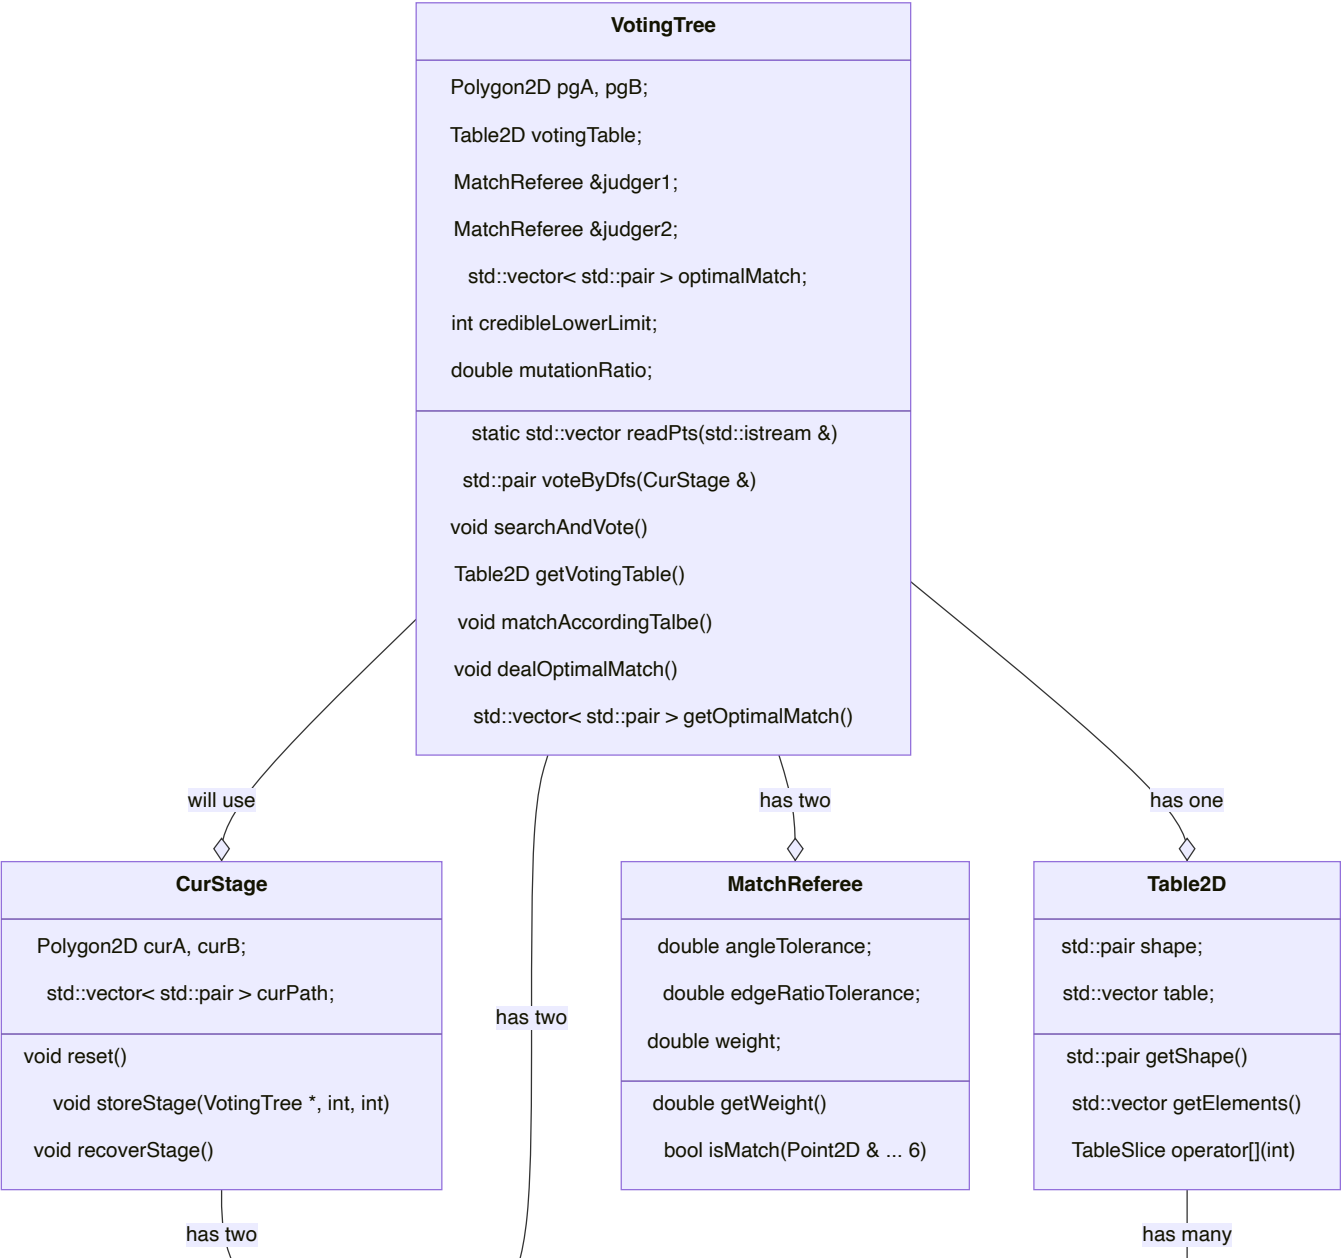 VotingTree
Polygon2D pgA, pgB;
Table2D votingTable;
MatchReferee &judger1;
MatchReferee &judger2;
std::vector< std::pair > optimalMatch;
int credibleLowerLimit;
double mutationRatio;
static std::vector readPts(std::istream &)
std::pair voteByDfs(CurStage &)
void searchAndVote()
Table2D getVotingTable()
void matchAccordingTalbe()
void dealOptimalMatch()
std::vector< std::pair > getOptimalMatch()
will use
has two
has one
CurStage
Polygon2D curA, curB;
std::vector< std::pair > curPath;
void reset()
void storeStage(VotingTree *, int, int)
void recoverStage()
has two
MatchReferee
double angleTolerance;
double edgeRatioTolerance;
double weight;
double getWeight()
bool isMatch(Point2D & ... 6)
Table2D
std::pair shape;
std::vector table;
std::pair getShape()
std::vector getElements()
TableSlice operator[](int)
has two
has many